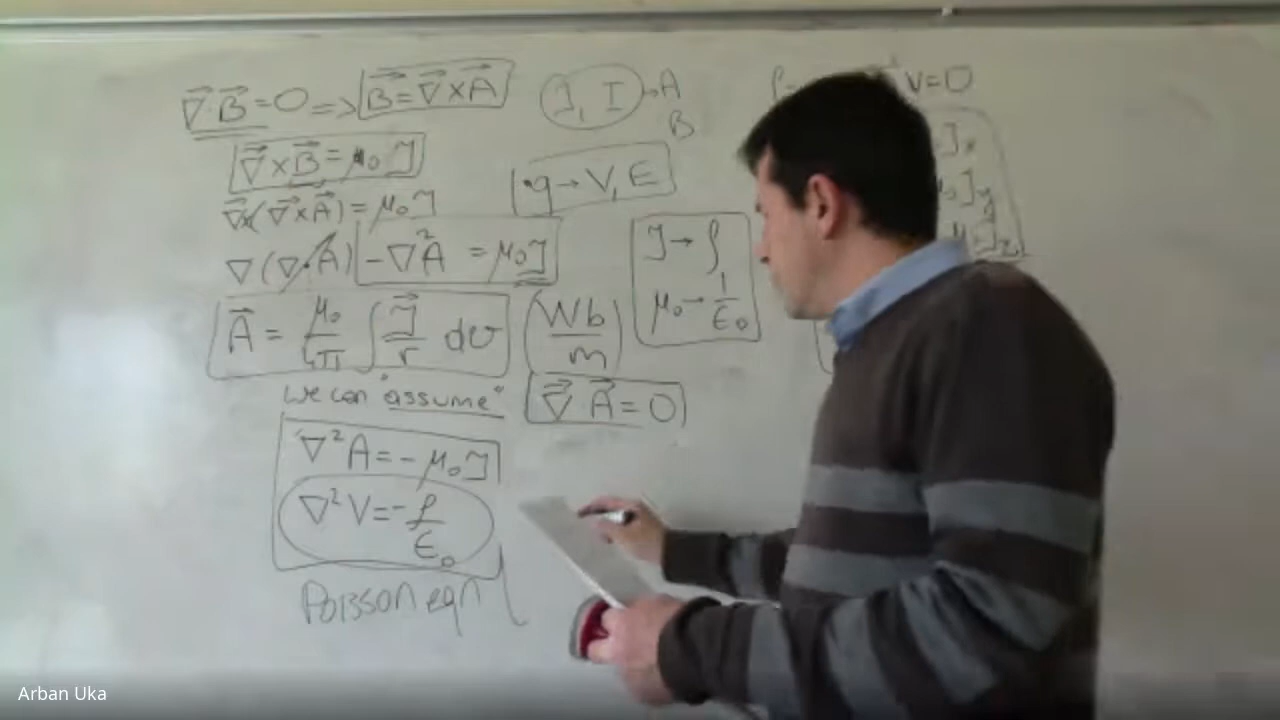 ∇⃗·B⃗=0 => B⃗=∇⃗×A⃗
J, I → A
B
∇⃗×B⃗=μ₀J
q→V, E
∇⃗×(∇⃗×A⃗)=μ₀J
∇(∇·A⃗) -∇²A⃗ =μ₀J
J→ρ
μ₀→1/ε₀
A⃗ = μ₀/4π ∫ J⃗/r dv (Wb/m)
we can "assume" ∇⃗ A⃗=0
∇²A=-μ₀J
∇²V=-ρ/ε₀
Poisson eqn
V=0
]x
]y
μ₀]z
Arban Uka